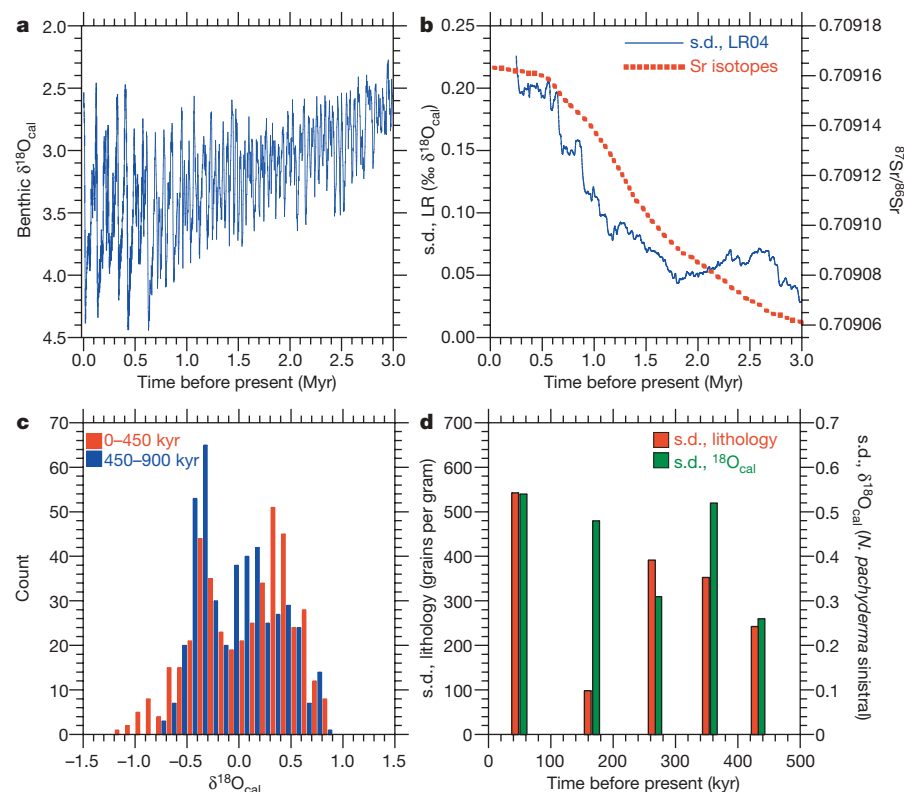 a
2.0
2.5
3.0
3.5
4.0
4.5
Benthic δ18Ocal
0.0 0.5 1.0 1.5 2.0 2.5 3.0
Time before present (Myr)
b
0.25
0.20
0.15
0.10
0.05
0.00
s.d., LR (‰ δ18Ocal)
s.d., LR04
Sr isotopes
0.70918
0.70916
0.70914
0.70912
0.70910
0.70908
0.70906
87Sr/86Sr
0.0 0.5 1.0 1.5 2.0 2.5 3.0
Time before present (Myr)
c
70
60
50
40
30
20
10
0
Count
0–450 kyr
450–900 kyr
–1.5 –1.0 –0.5 0.0 0.5 1.0 1.5
δ18Ocal
d
700
600
500
400
300
200
100
0
s.d., lithology (grains per gram)
s.d., lithology
s.d., 18Ocal
0.7
0.6
0.5
0.4
0.3
0.2
0.1
0
s.d., δ18Ocal (N. pachyderma
sinistral)
0 100 200 300 400 500
Time before present (kyr)